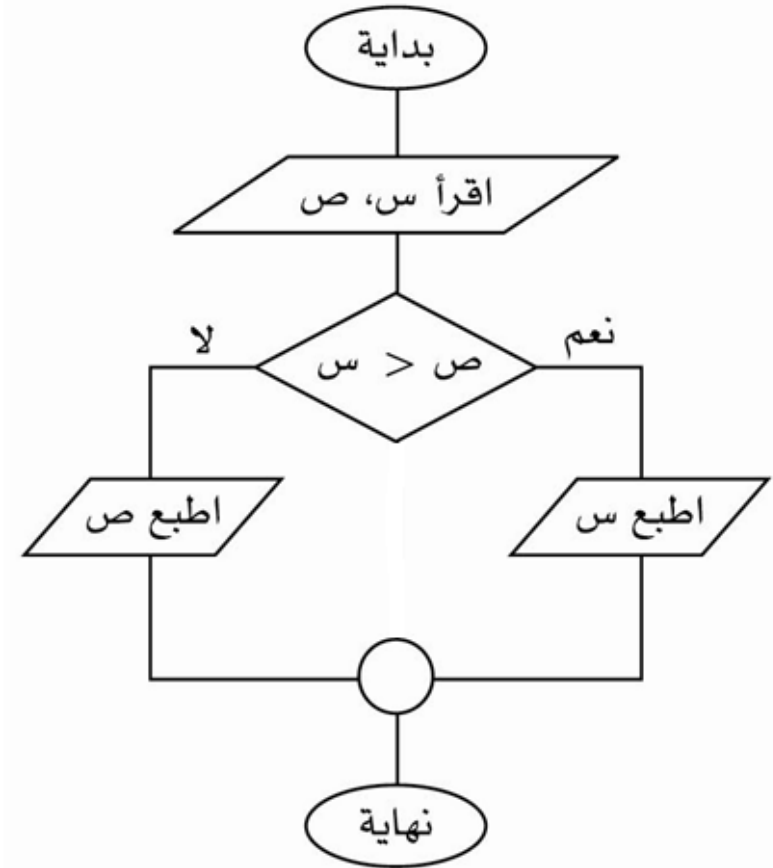 بداية
اقرأ س، ص
نعم
لا
ص < س
اطبع س
اطبع ص
نهاية